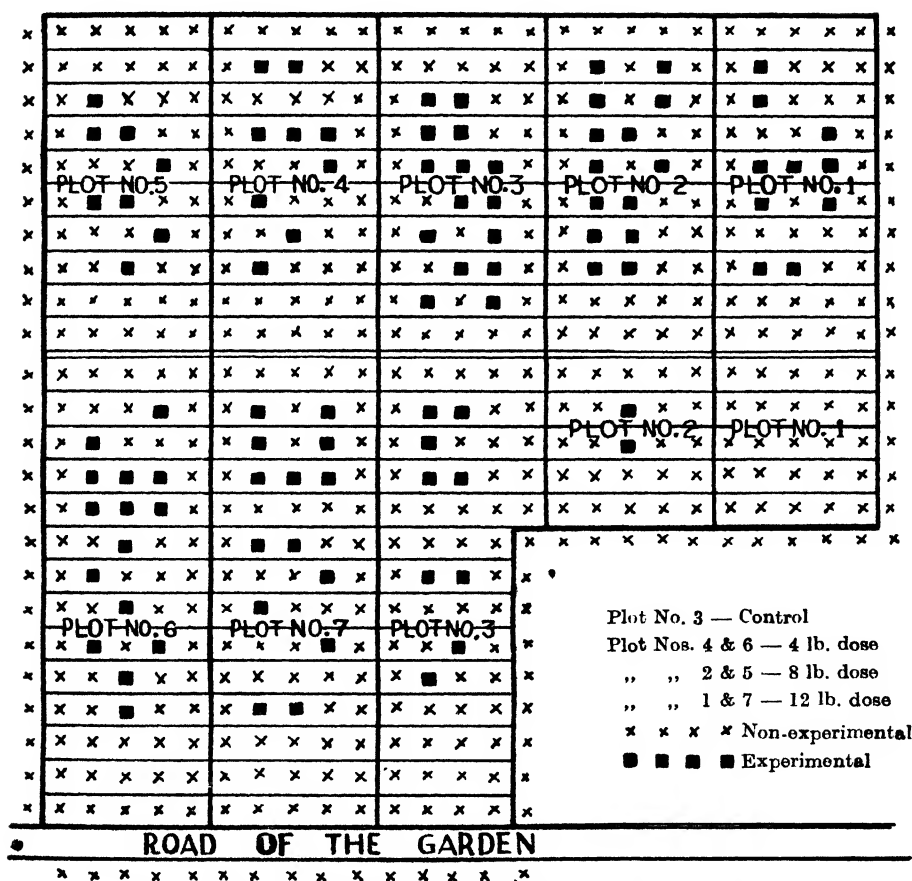 PLOT NO.5 PLOT NO.4 PLOT NO.3 PLOT NO.2 PLOT NO.1
PLOT NO.2 PLOT NO.1
PLOT NO.6 PLOT NO.7 PLOT NO.3
Plot No. 3 — Control
Plot Nos. 4 & 6 — 4 lb. dose
„ „ 2 & 5 — 8 lb. dose
„ „ 1 & 7 — 12 lb. dose
× × × × Non-experimental
■ ■ ■ ■ Experimental
ROAD OF THE GARDEN